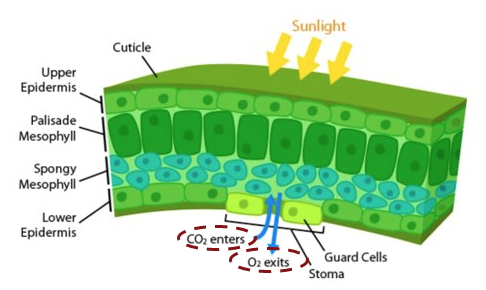 Sunlight
Cuticle
Upper
Epidermis
Palisade
Mesophyll
Spongy
Mesophyll
Lower
Epidermis
CO₂ enters
O₂ exits
Guard Cells
Stoma